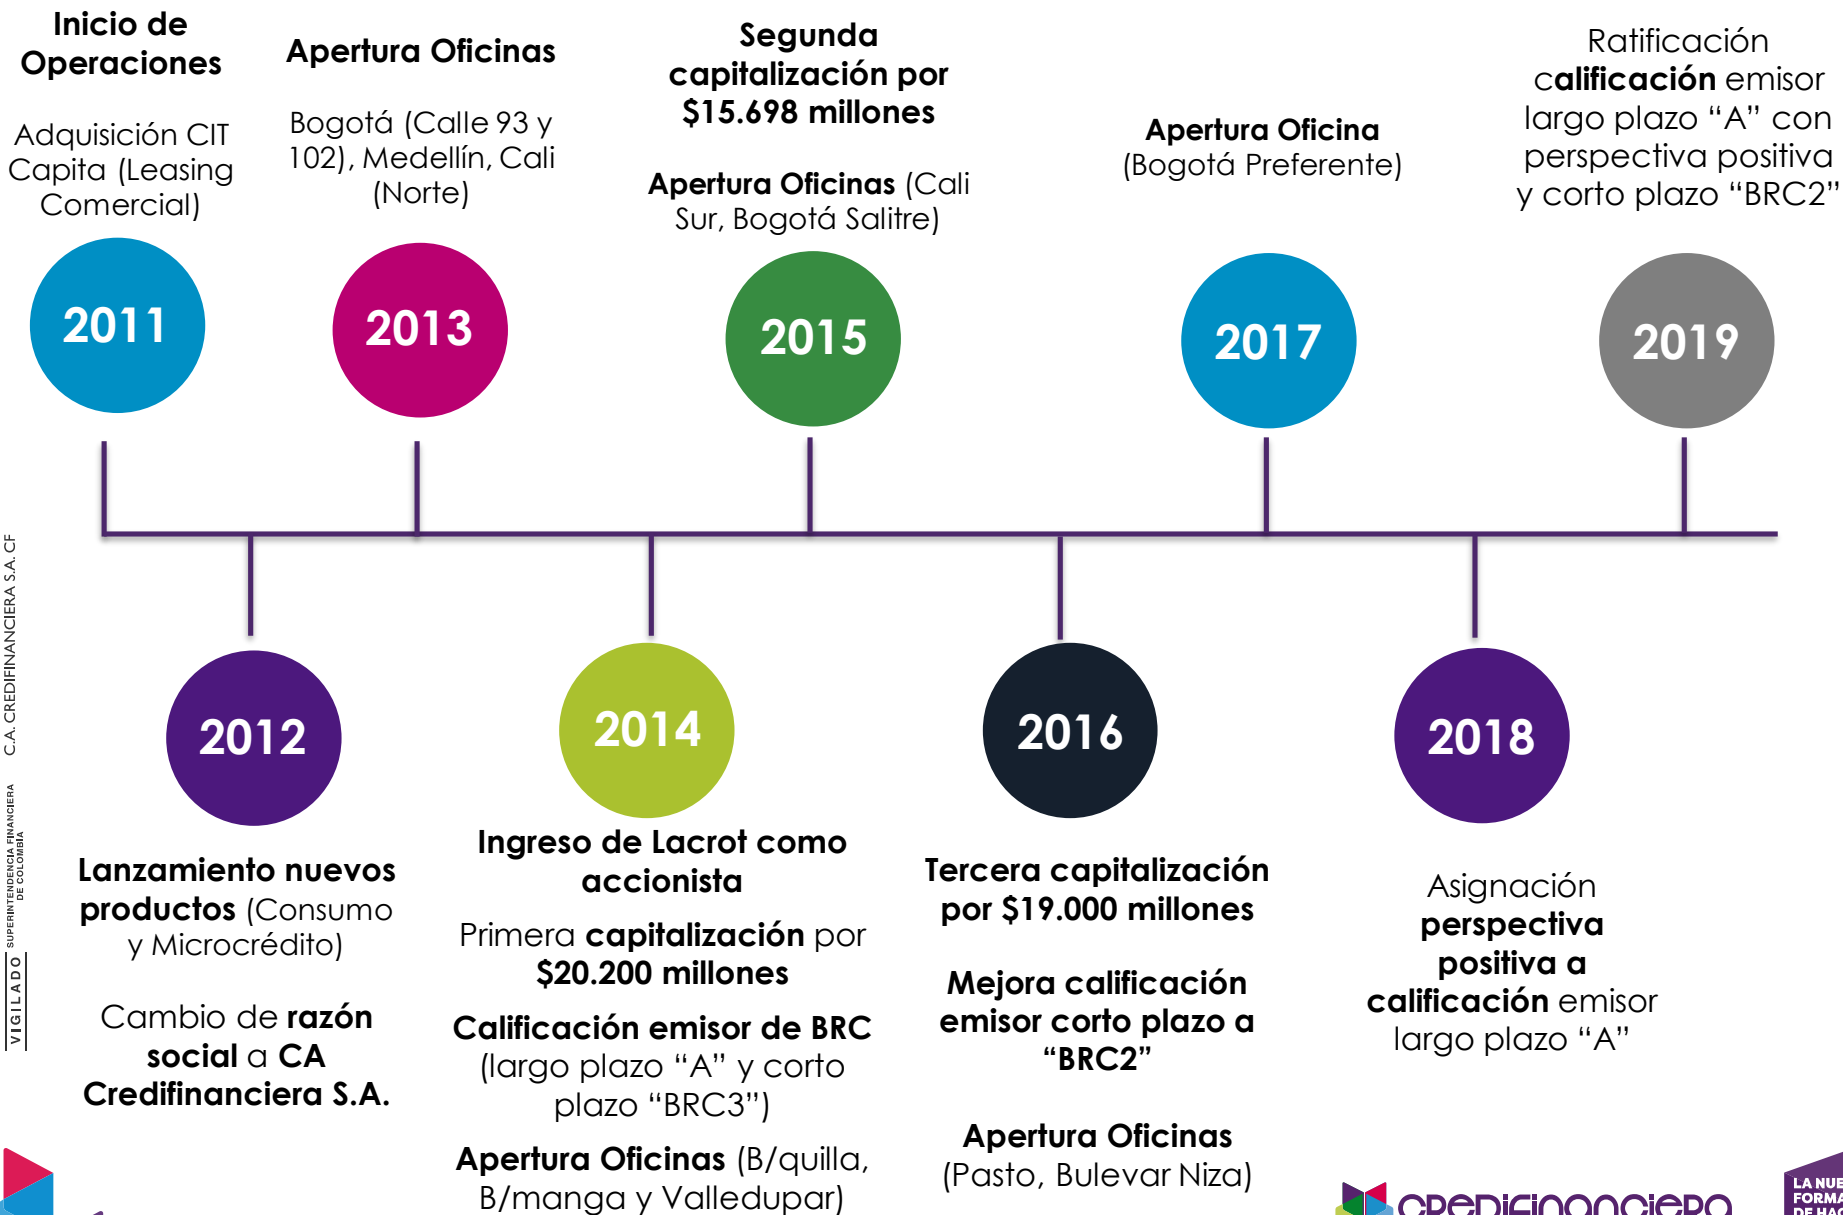 Inicio de
Operaciones
Adquisición CIT
Capita (Leasing
Comercial)
2011
Apertura Oficinas
Bogotá (Calle 93 y
102), Medellín, Cali
(Norte)
2013
Segunda
capitalización por
$15.698 millones
Apertura Oficinas (Cali
Sur, Bogotá Salitre)
2015
Apertura Oficina
(Bogotá Preferente)
2017
Ratificación
calificación emisor
largo plazo “A” con
perspectiva positiva
y corto plazo “BRC2”
2019
2012
Lanzamiento nuevos
productos (Consumo
y Microcrédito)
Cambio de razón
social a CA
Credifinanciera S.A.
2014
Ingreso de Lacrot como
accionista
Primera capitalización por
$20.200 millones
Calificación emisor de BRC
(largo plazo “A” y corto
plazo “BRC3”)
Apertura Oficinas (B/quilla,
B/manga y Valledupar)
2016
Tercera capitalización
por $19.000 millones
Mejora calificación
emisor corto plazo a
“BRC2”
Apertura Oficinas
(Pasto, Bulevar Niza)
2018
Asignación
perspectiva
positiva a
calificación emisor
largo plazo “A”
C.A. CREDIFINANCIERA S.A. CF
VIGILADO
SUPERINTENDENCIA FINANCIERA
DE COLOMBIA
credifinanciera
LA NUE
FORMA
DE HAC